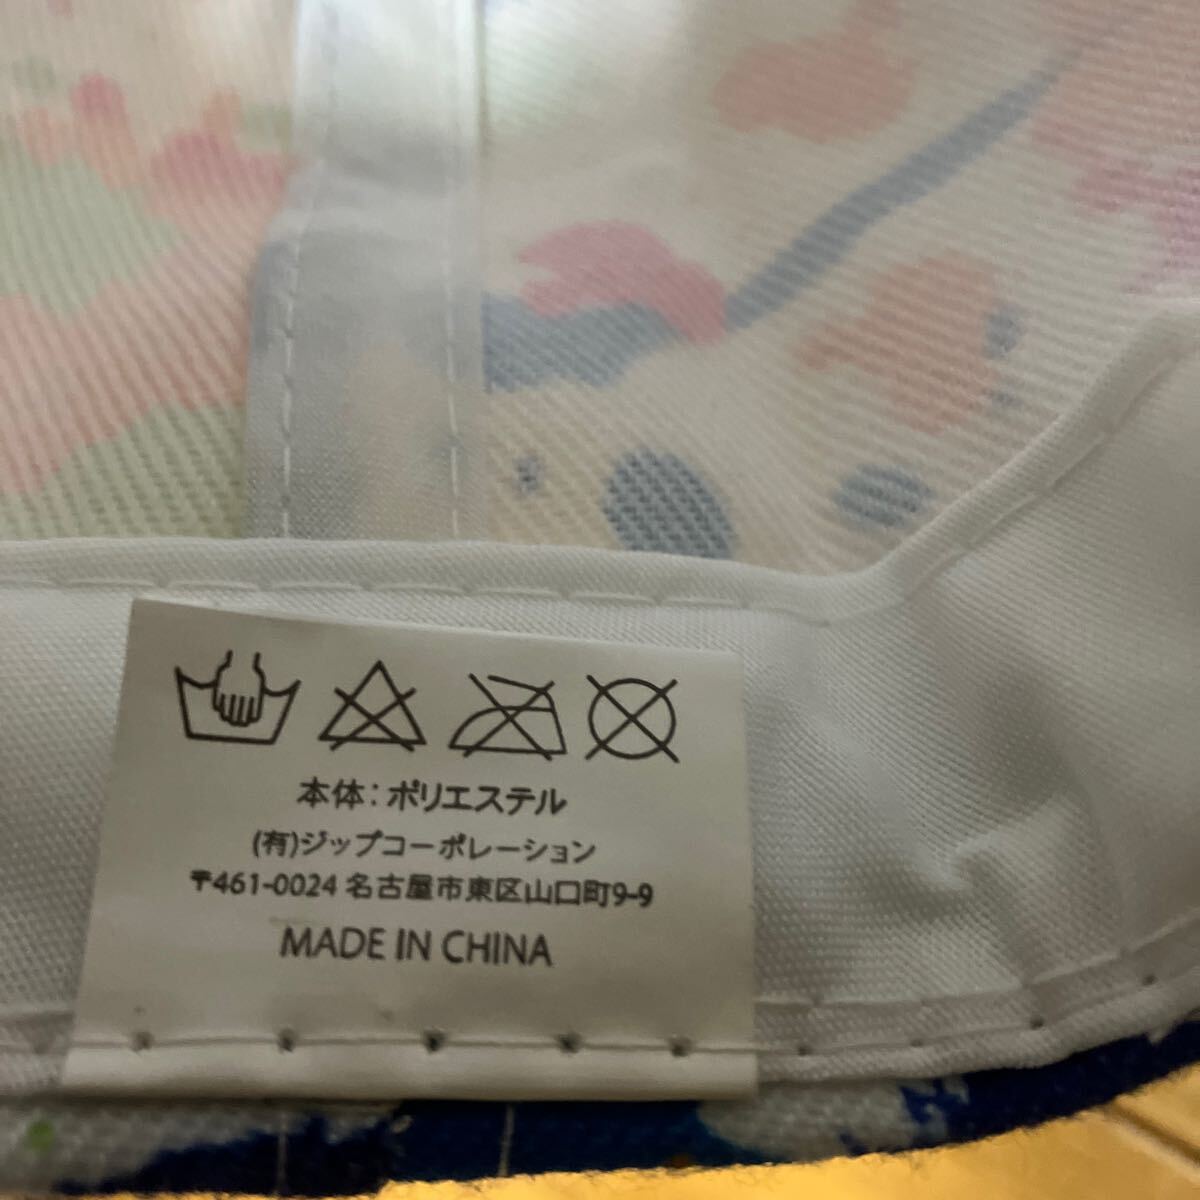 本体：ポリエステル
(有)ジップコーポレーション
〒461-0024 名古屋市東区山口町9-9
MADE IN CHINA